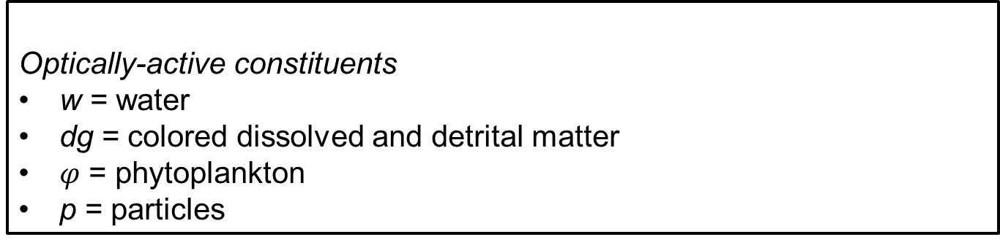 Optically-active constituents
• w = water
• dg = colored dissolved and detrital matter
• φ = phytoplankton
• p = particles